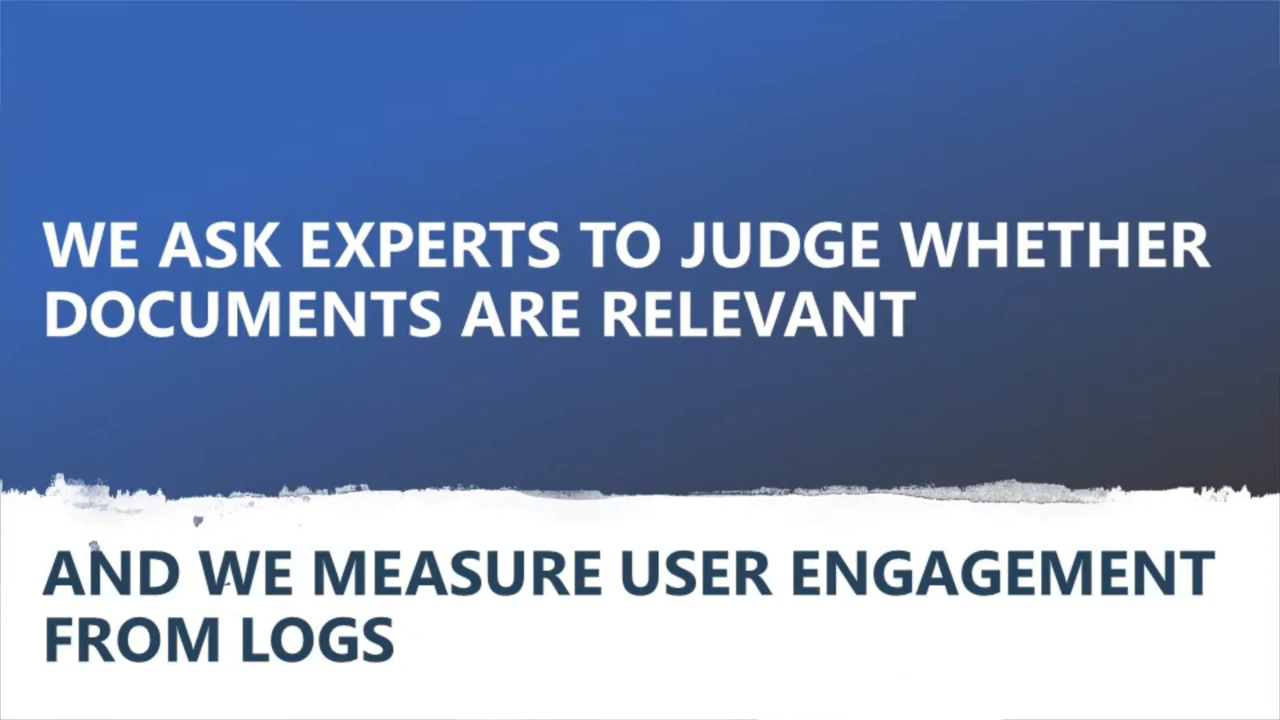 WE ASK EXPERTS TO JUDGE WHETHER
DOCUMENTS ARE RELEVANT
AND WE MEASURE USER ENGAGEMENT
FROM LOGS